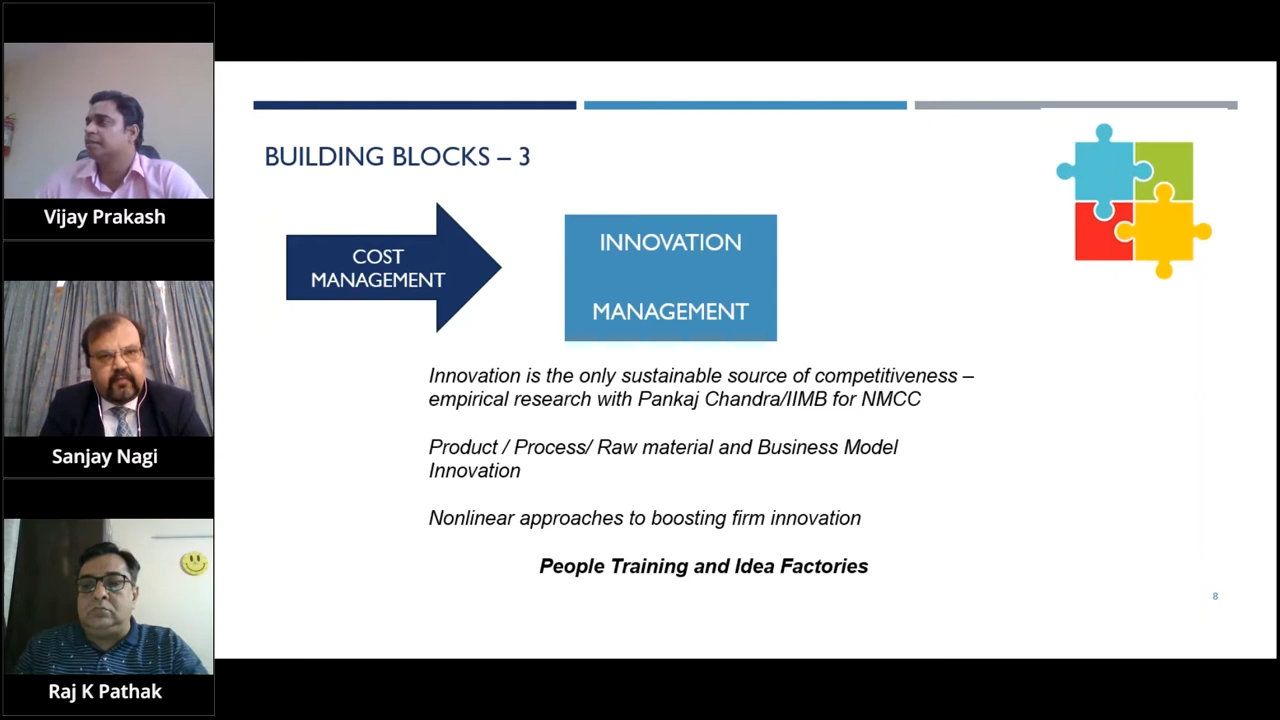 Vijay Prakash
Sanjay Nagi
Raj K Pathak
BUILDING BLOCKS – 3
COST
MANAGEMENT
INNOVATION
MANAGEMENT
Innovation is the only sustainable source of competitiveness –
empirical research with Pankaj Chandra/IIMB for NMCC
Product / Process/ Raw material and Business Model
Innovation
Nonlinear approaches to boosting firm innovation
People Training and Idea Factories
8